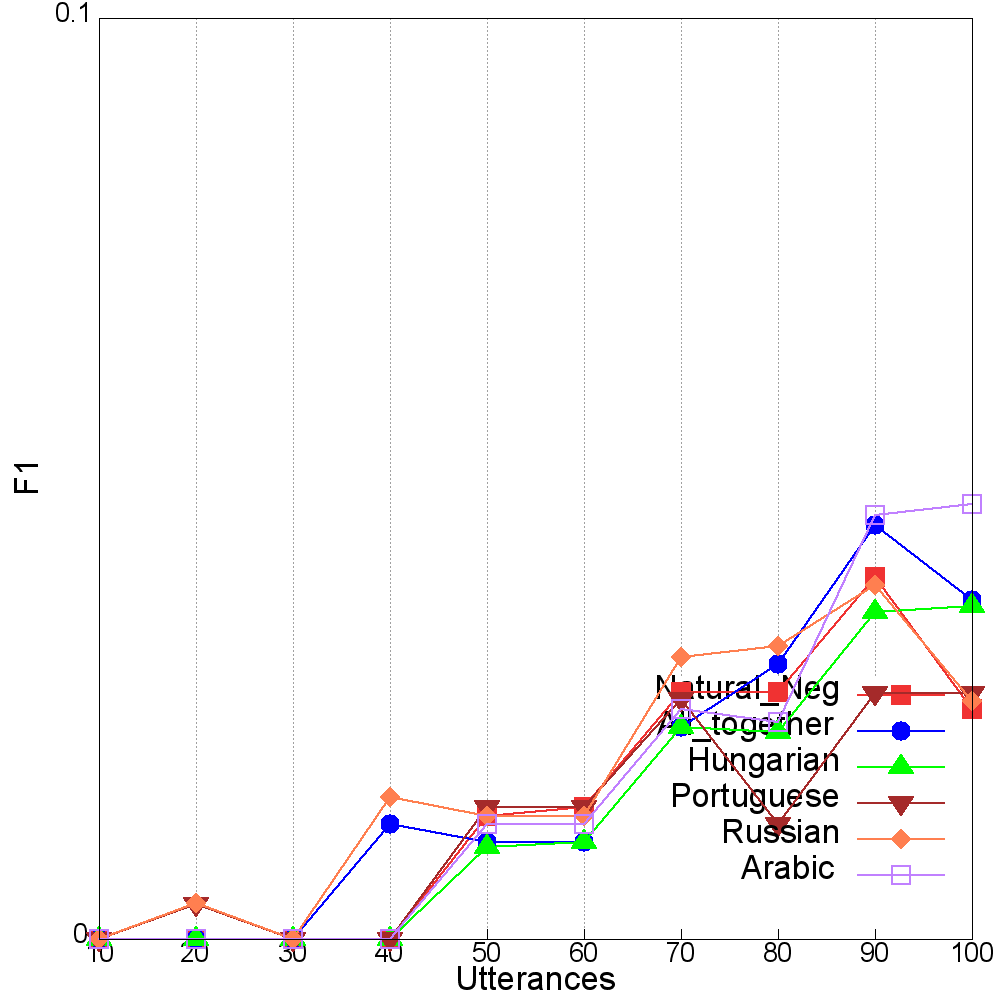 0.1
F1
Natural_Neg
All_together
Hungarian
Portuguese
Russian
Arabic
0
10 20 30 40 50 60 70 80 90 100
Utterances